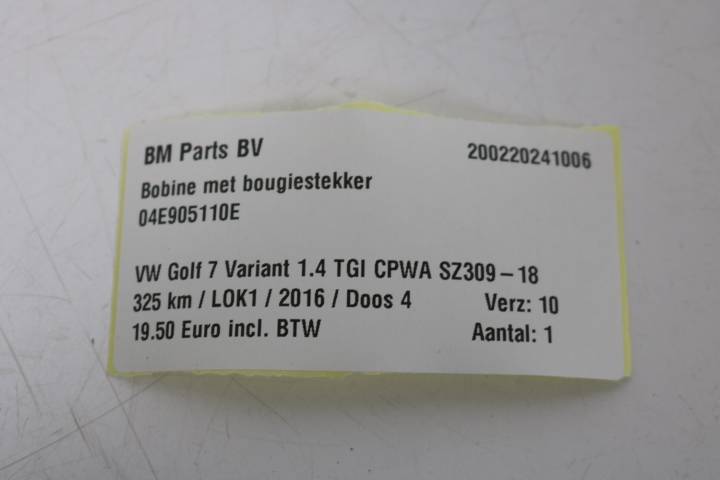 BM Parts BV 200220241006
Bobine met bougiestekker
04E905110E
VW Golf 7 Variant 1.4 TGI CPWA SZ309-18
325 km / LOK1 / 2016 / Doos 4 Verz: 10
19.50 Euro incl. BTW Aantal: 1